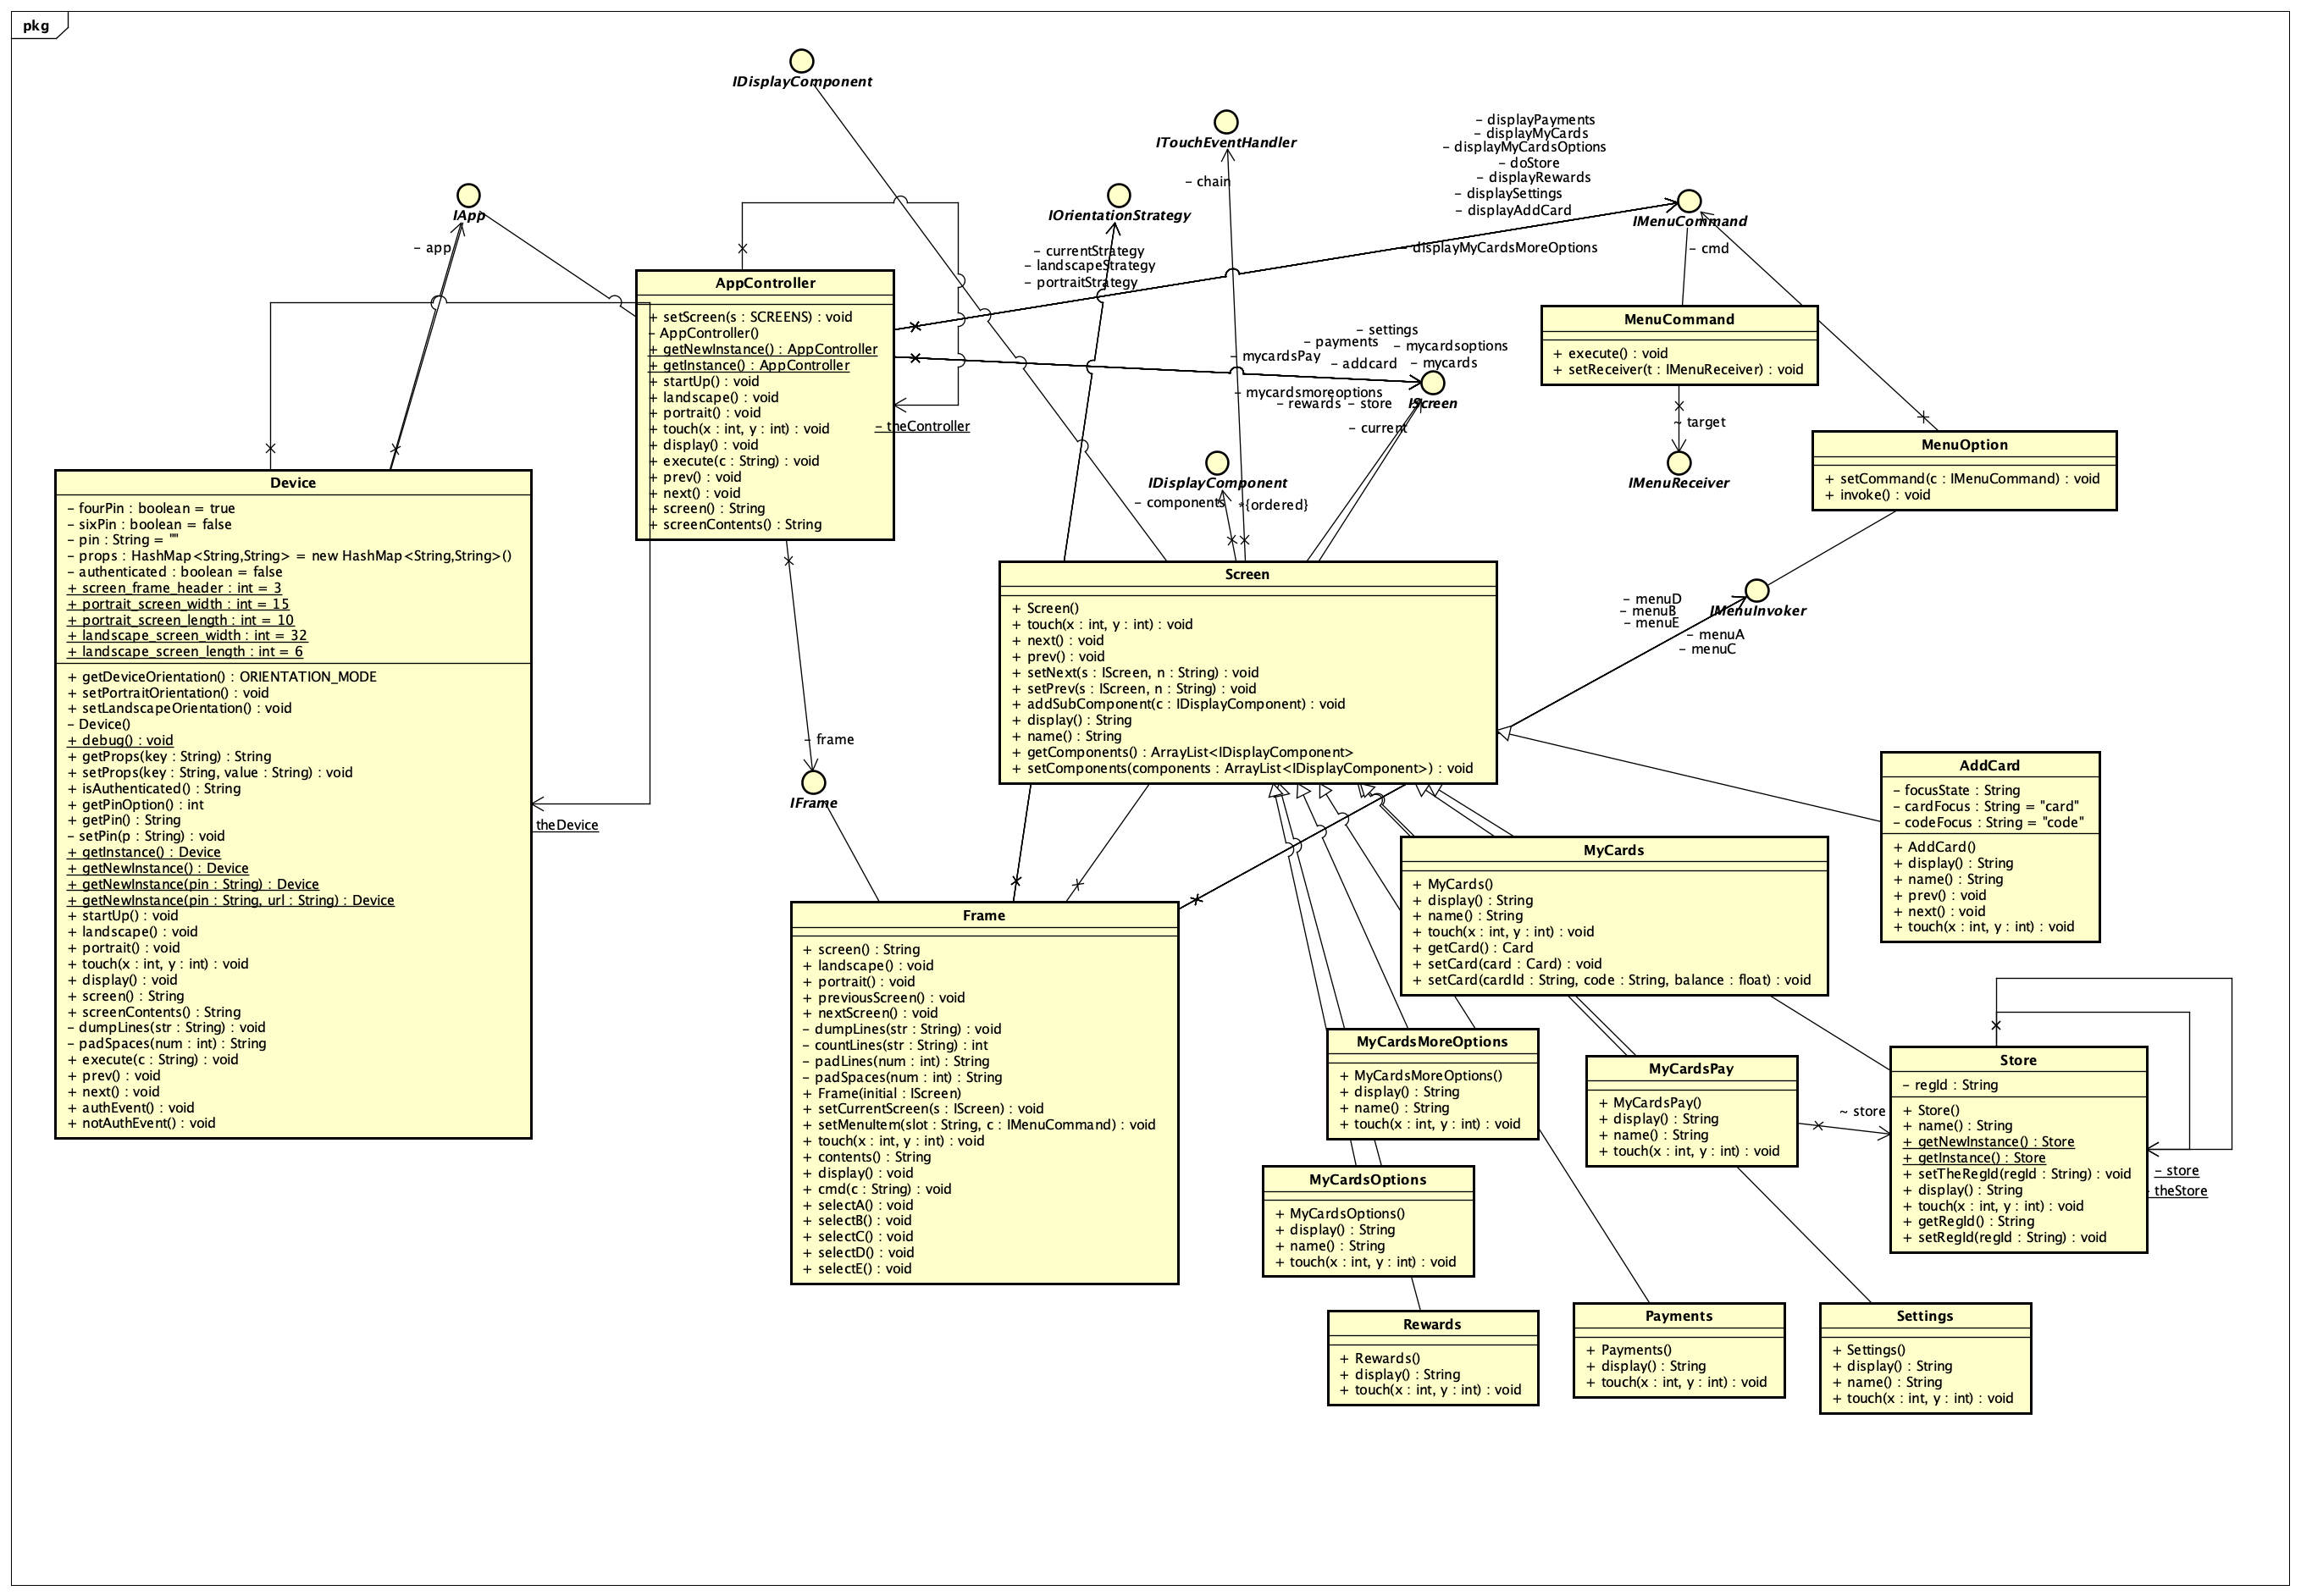 pkg
IDisplayComponent
ITouchEventHandler
- chain
- displayPayments
- displayMyCards
- displayMyCardsOptions
- doStore
- displayRewards
- displaySettings
- displayAddCard
IMenuCommand
- displayMyCardsMoreOptions
- cmd
IApp
- app
IOrientationStrategy
- currentStrategy
- landscapeStrategy
- portraitStrategy
AppController
+ setScreen(s : SCREENS) : void
- AppController()
+ getNewInstance() : AppController
+ getInstance() : AppController
+ startUp() : void
+ landscape() : void
+ portrait() : void
+ touch(x : int, y : int) : void
+ display() : void
+ execute(c : String) : void
+ prev() : void
+ next() : void
+ screen() : String
+ screenContents() : String
- theController
- settings
- payments
- mycardsoptions
- mycardsPay
- addcard
- mycards
- mycardsmoreoptions
- rewards
- store
IScreen
- current
MenuCommand
+ execute() : void
+ setReceiver(t : IMenuReceiver) : void
~ target
IMenuReceiver
MenuOption
+ setCommand(c : IMenuCommand) : void
+ invoke() : void
IDisplayComponent
- components
*{ordered}
Device
- fourPin : boolean = true
- sixPin : boolean = false
- pin : String = ""
- props : HashMap<String,String> = new HashMap<String,String>()
- authenticated : boolean = false
+ screen_frame_header : int = 3
+ portrait_screen_width : int = 15
+ portrait_screen_length : int = 10
+ landscape_screen_width : int = 32
+ landscape_screen_length : int = 6
+ getDeviceOrientation() : ORIENTATION_MODE
+ setPortraitOrientation() : void
+ setLandscapeOrientation() : void
- Device()
+ debug() : void
+ getProps(key : String) : String
+ setProps(key : String, value : String) : void
+ isAuthenticated() : String
+ getPinOption() : int
+ getPin() : String
- setPin(p : String) : void
+ getInstance() : Device
+ getNewInstance() : Device
+ getNewInstance(pin : String) : Device
+ getNewInstance(pin : String, url : String) : Device
+ startUp() : void
+ landscape() : void
+ portrait() : void
+ touch(x : int, y : int) : void
+ display() : void
+ screen() : String
+ screenContents() : String
- dumpLines(str : String) : void
- padSpaces(num : int) : String
+ execute(c : String) : void
+ prev() : void
+ next() : void
+ authEvent() : void
+ notAuthEvent() : void
theDevice
Screen
+ Screen()
+ touch(x : int, y : int) : void
+ next() : void
+ prev() : void
+ setNext(s : IScreen, n : String) : void
+ setPrev(s : IScreen, n : String) : void
+ addSubComponent(c : IDisplayComponent) : void
+ display() : String
+ name() : String
+ getComponents() : ArrayList<IDisplayComponent>
+ setComponents(components : ArrayList<IDisplayComponent>) : void
- menuD
- menuB
- menuE
IMenuInvoker
- menuA
- menuC
- frame
IFrame
AddCard
- focusState : String
- cardFocus : String = "card"
- codeFocus : String = "code"
+ AddCard()
+ display() : String
+ name() : String
+ prev() : void
+ next() : void
+ touch(x : int, y : int) : void
MyCards
+ MyCards()
+ display() : String
+ name() : String
+ touch(x : int, y : int) : void
+ getCard() : Card
+ setCard(card : Card) : void
+ setCard(cardId : String, code : String, balance : float) : void
Frame
+ screen() : String
+ landscape() : void
+ portrait() : void
+ previousScreen() : void
+ nextScreen() : void
- dumpLines(str : String) : void
- countLines(str : String) : int
- padLines(num : int) : String
- padSpaces(num : int) : String
+ Frame(initial : IScreen)
+ setCurrentScreen(s : IScreen) : void
+ setMenuItem(slot : String, c : IMenuCommand) : void
+ touch(x : int, y : int) : void
+ contents() : String
+ display() : void
+ cmd(c : String) : void
+ selectA() : void
+ selectB() : void
+ selectC() : void
+ selectD() : void
+ selectE() : void
MyCardsMoreOptions
+ MyCardsMoreOptions()
+ display() : String
+ name() : String
+ touch(x : int, y : int) : void
MyCardsPay
+ MyCardsPay()
+ display() : String
+ name() : String
+ touch(x : int, y : int) : void
~ store
Store
- regId : String
+ Store()
+ name() : String
+ getNewInstance() : Store
+ getInstance() : Store
+ setTheRegId(regId : String) : void
+ display() : String
+ touch(x : int, y : int) : void
+ getRegId() : String
+ setRegId(regId : String) : void
- store
theStore
MyCardsOptions
+ MyCardsOptions()
+ display() : String
+ name() : String
+ touch(x : int, y : int) : void
Rewards
+ Rewards()
+ display() : String
+ touch(x : int, y : int) : void
Payments
+ Payments()
+ display() : String
+ touch(x : int, y : int) : void
Settings
+ Settings()
+ display() : String
+ name() : String
+ touch(x : int, y : int) : void